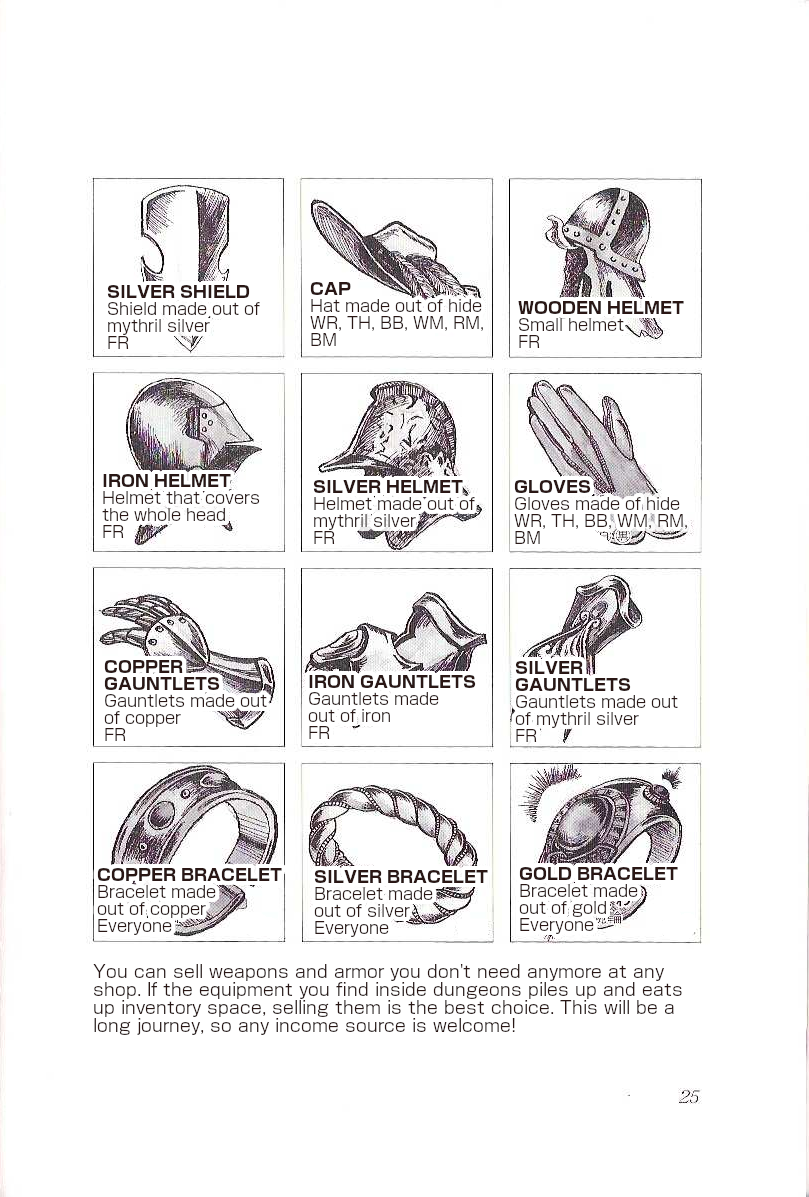 SILVER SHIELD
Shield made out of
mythril silver
FR
CAP
Hat made out of hide
WR, TH, BB, WM, RM,
BM
WOODEN HELMET
Small helmet
FR
IRON HELMET
Helmet that covers
the whole head
FR
SILVER HELMET
Helmet made out of
mythril silver
FR
GLOVES
Gloves made of hide
WR, TH, BB, WM, RM,
BM
COPPER
GAUNTLETS
Gauntlets made out
of copper
FR
IRON GAUNTLETS
Gauntlets made
out of iron
FR
SILVER
GAUNTLETS
Gauntlets made out
of mythril silver
FR
COPPER BRACELET
Bracelet made
out of copper
Everyone
SILVER BRACELET
Bracelet made
out of silver
Everyone
GOLD BRACELET
Bracelet made
out of gold
Everyone
You can sell weapons and armor you don't need anymore at any
shop. If the equipment you find inside dungeons piles up and eats
up inventory space, selling them is the best choice. This will be a
long journey, so any income source is welcome!
25